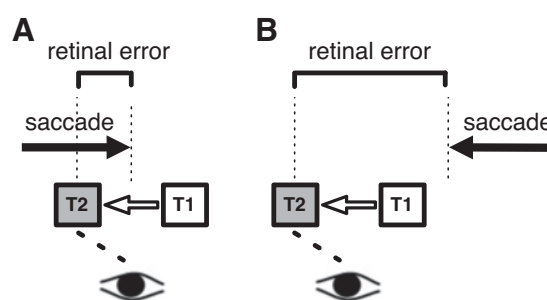 A
retinal error
saccade
T2
T1
B
retinal error
saccade
T2
T1